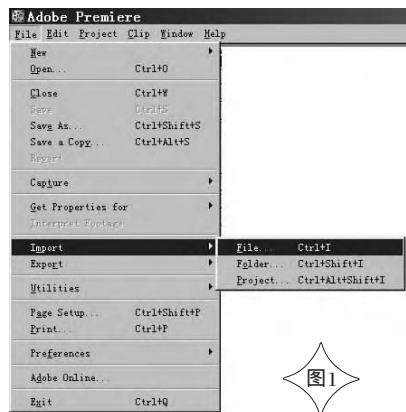 Adobe Premiere
File Edit Project Clip Window Help
New
Open... Ctrl+O
Close Ctrl+W
Save Ctrl+S
Save As... Ctrl+Shift+S
Save a Copy... Ctrl+Alt+S
Revert
Capture
Get Properties for
Interpret Footage
Import File... Ctrl+I
Export Folder... Ctrl+Shift+I
Project... Ctrl+Alt+Shift+I
Utilities
Page Setup... Ctrl+Shift+P
Print... Ctrl+P
Preferences
Adobe Online...
Exit Ctrl+Q
图1